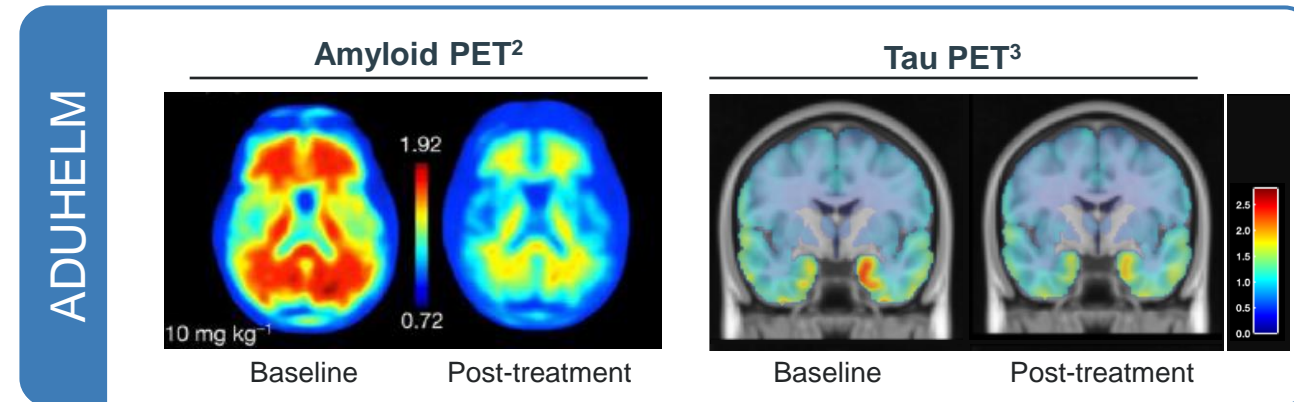 ADUHELM
Amyloid PET2
1.92
0.72
10 mg kg⁻¹
Baseline
Post-treatment
Tau PET3
2.5
2.0
1.5
1.0
0.5
0.0
Baseline
Post-treatment